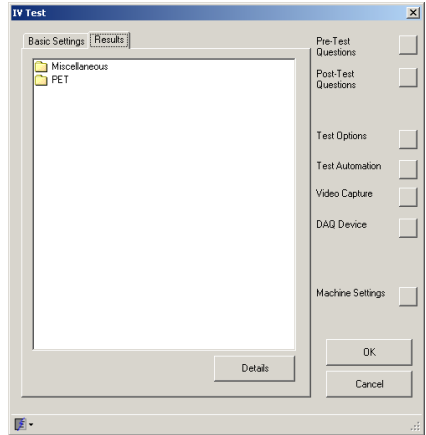 IV Test
Basic Settings
Results
Miscellaneous
PET
Details
Pre-Test
Questions
Post-Test
Questions
Test Options
Test Automation
Video Capture
DAQ Device
Machine Settings
OK
Cancel